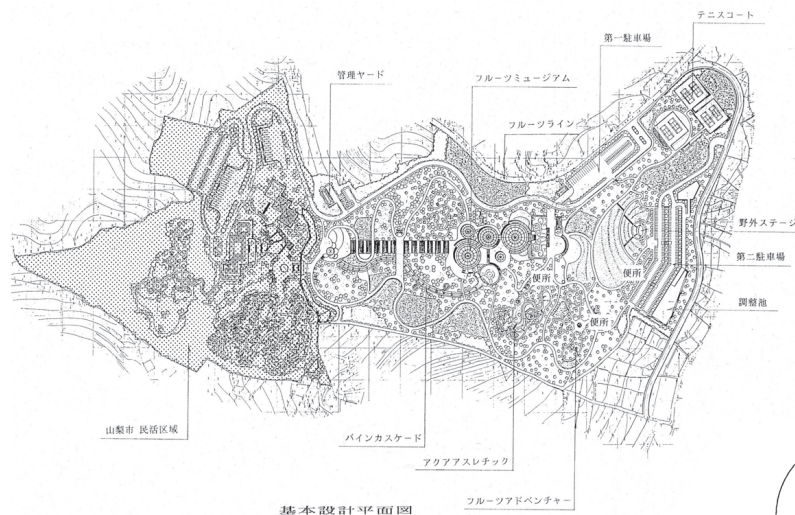 テニスコート
第一駐車場
管理ヤード
フルーツミュージアム
フルーツライン
野外ステージ
第二駐車場
便所
便所
調整池
便所
山梨市 民活区域
パインカスケード
アクアアスレチック
フルーツアドベンチャー
基本設計平面図